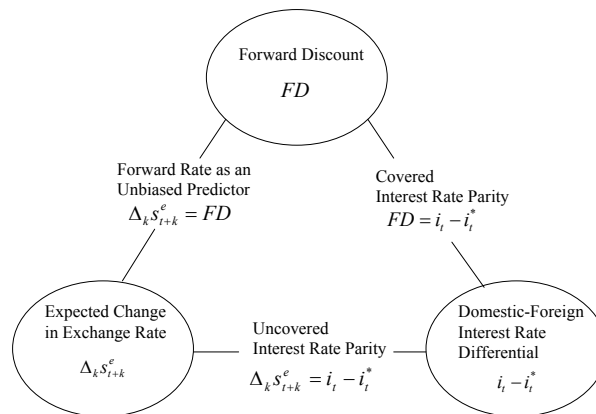 Forward Discount
FD
Forward Rate as an
Unbiased Predictor
Δ_k s^e_{t+k} = FD
Covered
Interest Rate Parity
FD = i_t − i_t^*
Expected Change
in Exchange Rate
Δ_k s^e_{t+k}
Uncovered
Interest Rate Parity
Δ_k s^e_{t+k} = i_t − i_t^*
Domestic-Foreign
Interest Rate
Differential
i_t − i_t^*